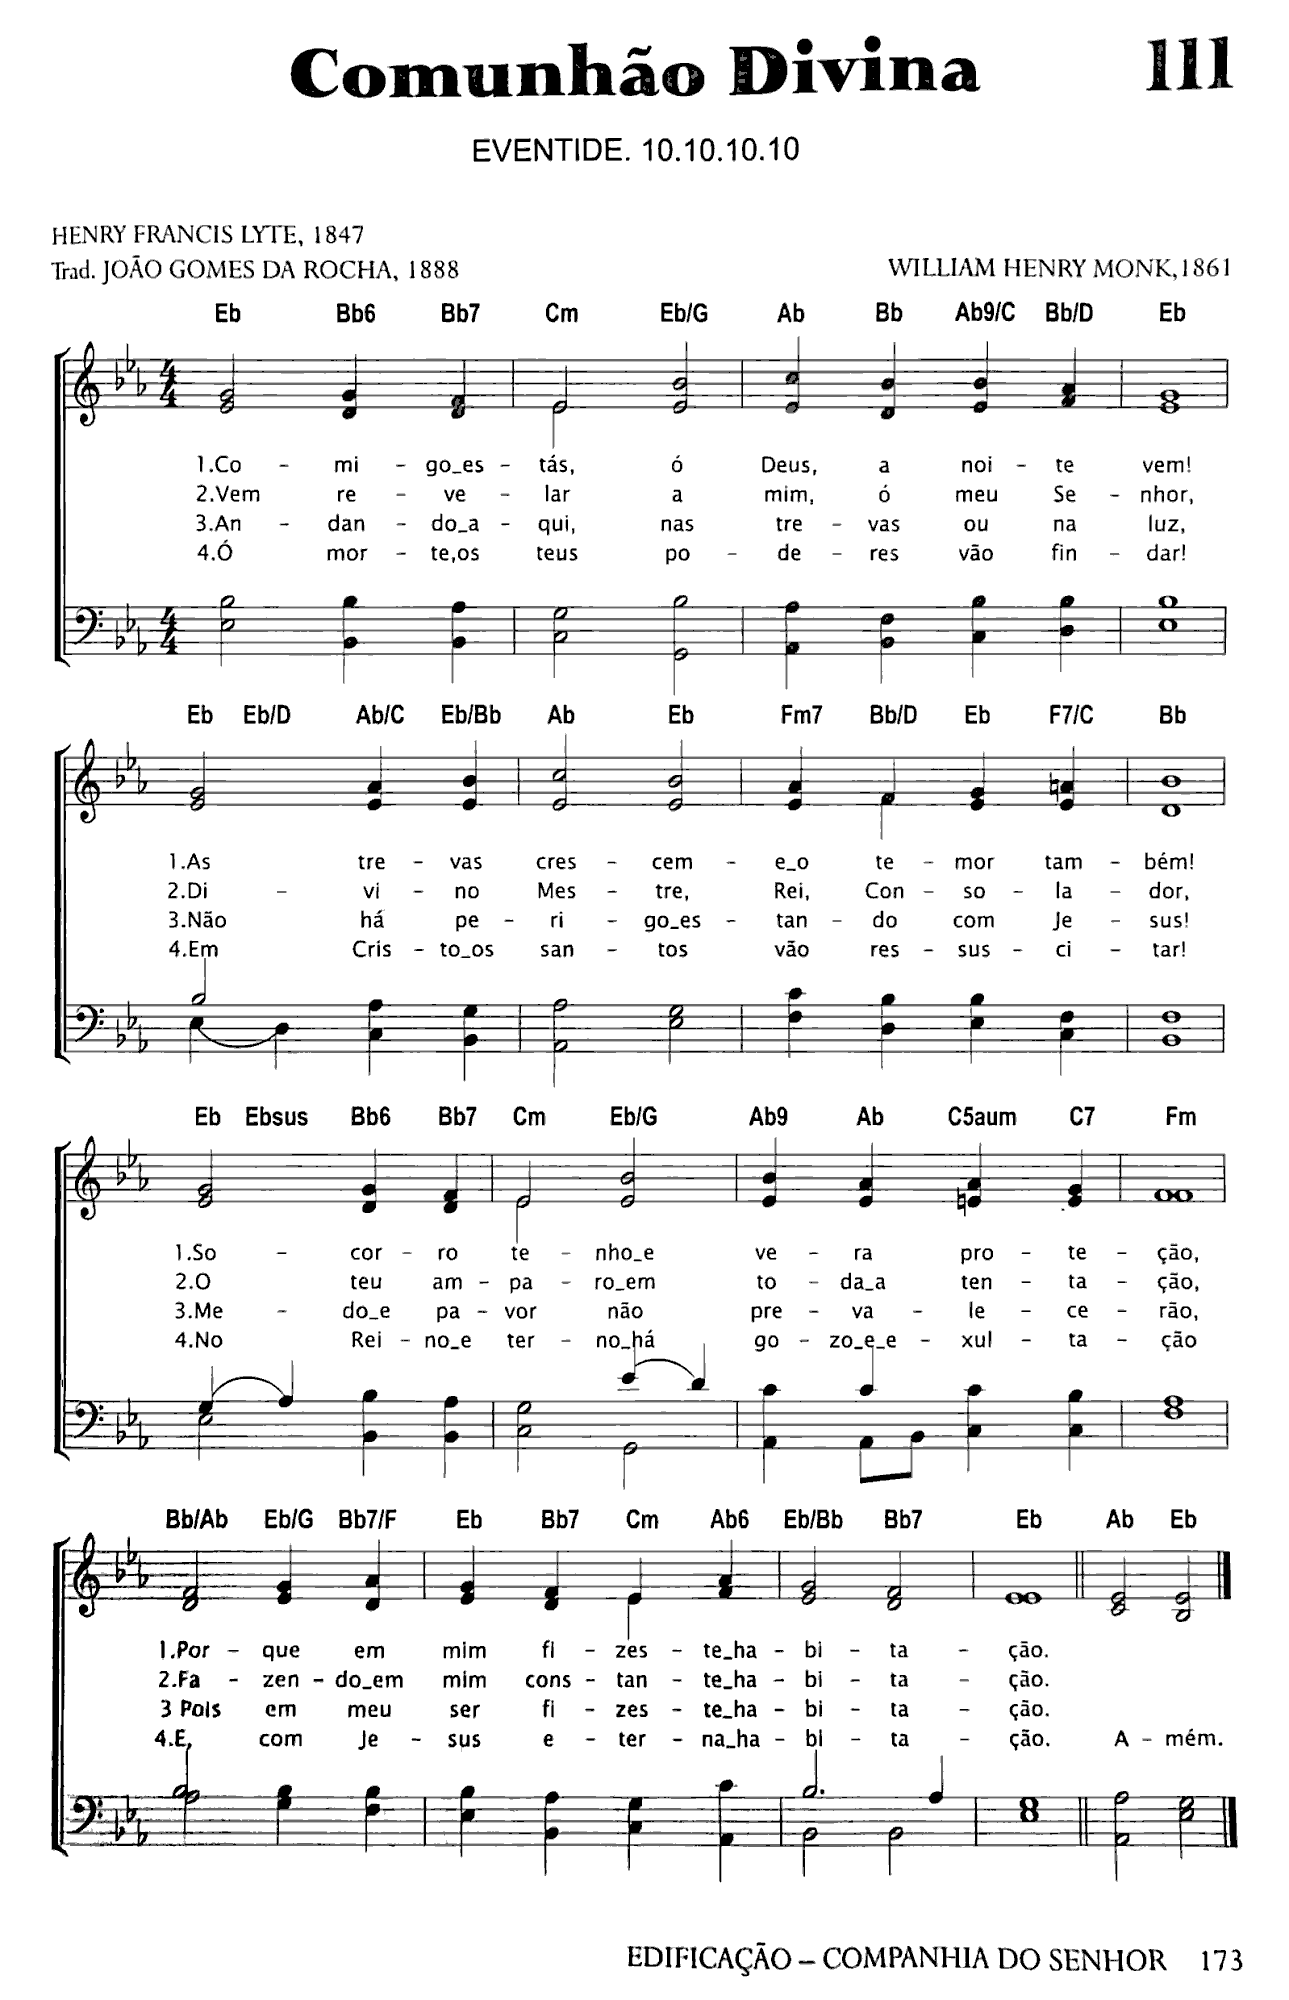 Comunhão Divina 111
EVENTIDE. 10.10.10.10
HENRY FRANCIS LYTE, 1847
Trad. JOÃO GOMES DA ROCHA, 1888 WILLIAM HENRY MONK,1861
Eb Bb6 Bb7 Cm Eb/G Ab Bb Ab9/C Bb/D Eb
4 4
1.Co - mi - go_es - tás, ó Deus, a noi - te vem!
2.Vem re - ve - lar a mim, ó meu Se - nhor,
3.An - dan - do_a - qui, nas tre - vas ou na luz,
4.Ó mor - te,os teus po - de - res vão fin - dar!
4 4
Eb Eb/D Ab/C Eb/Bb Ab Eb Fm7 Bb/D Eb F7/C Bb
1.As tre - vas cres - cem - e_o te - mor tam - bém!
2.Di - vi - no Mes - tre, Rei, Con - so - la - dor,
3.Não há pe - ri - go_es - tan - do com Je - sus!
4.Em Cris - to_os san - tos vão res - sus - ci - tar!
Eb Ebsus Bb6 Bb7 Cm Eb/G Ab9 Ab C5aum C7 Fm
1.So - cor - ro te - nho_e ve - ra pro - te - ção,
2.O teu am - pa - ro_em to - da_a ten - ta - ção,
3.Me - do_e pa - vor não pre - va - le - ce - rão,
4.No Rei - no_e ter - no_há go - zo_e_e - xul - ta - ção
Bb/Ab Eb/G Bb7/F Eb Bb7 Cm Ab6 Eb/Bb Bb7 Eb Ab Eb
1.Por - que em mim fi - zes - te_ha - bi - ta - ção.
2.Fa - zen - do_em mim cons - tan - te_ha - bi - ta - ção.
3 Pois em meu ser fi - zes - te_ha - bi - ta - ção.
4.E, com Je - sus e - ter - na_ha - bi - ta - ção. A - mém.
EDIFICAÇÃO – COMPANHIA DO SENHOR 173